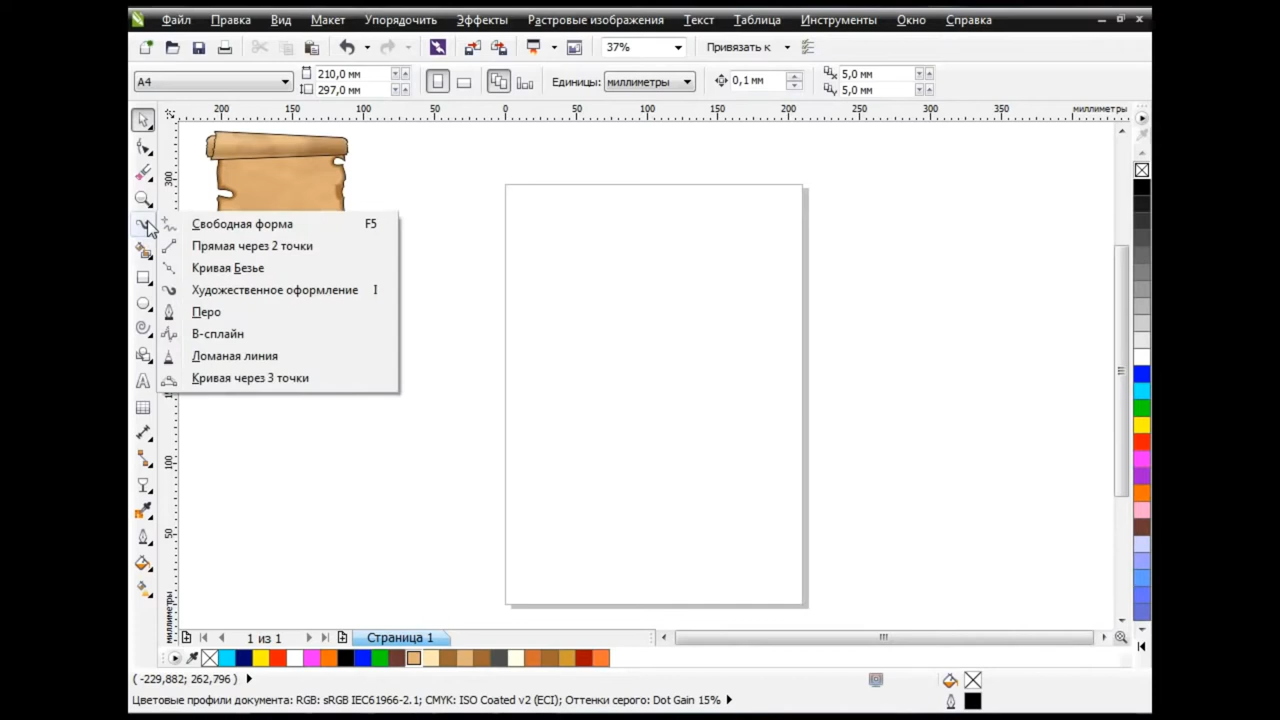 Файл Правка Вид Макет Упорядочить Эффекты Растровые изображения Текст Таблица Инструменты Окно Справка
37% Привязать к
A4 210,0 мм 297,0 мм Единицы: миллиметры 0,1 мм 5,0 мм 5,0 мм
200 150 100 50 0 50 100 150 200 250 300 350 миллиметры
300
Свободная форма F5
Прямая через 2 точки
Кривая Безье
Художественное оформление I
Перо
В-сплайн
Ломаная линия
Кривая через 3 точки
100
50
миллиметры
1 из 1 Страница 1
( -229,882; 262,796 )
Цветовые профили документа: RGB: sRGB IEC61966-2.1; CMYK: ISO Coated v2 (ECI); Оттенки серого: Dot Gain 15%